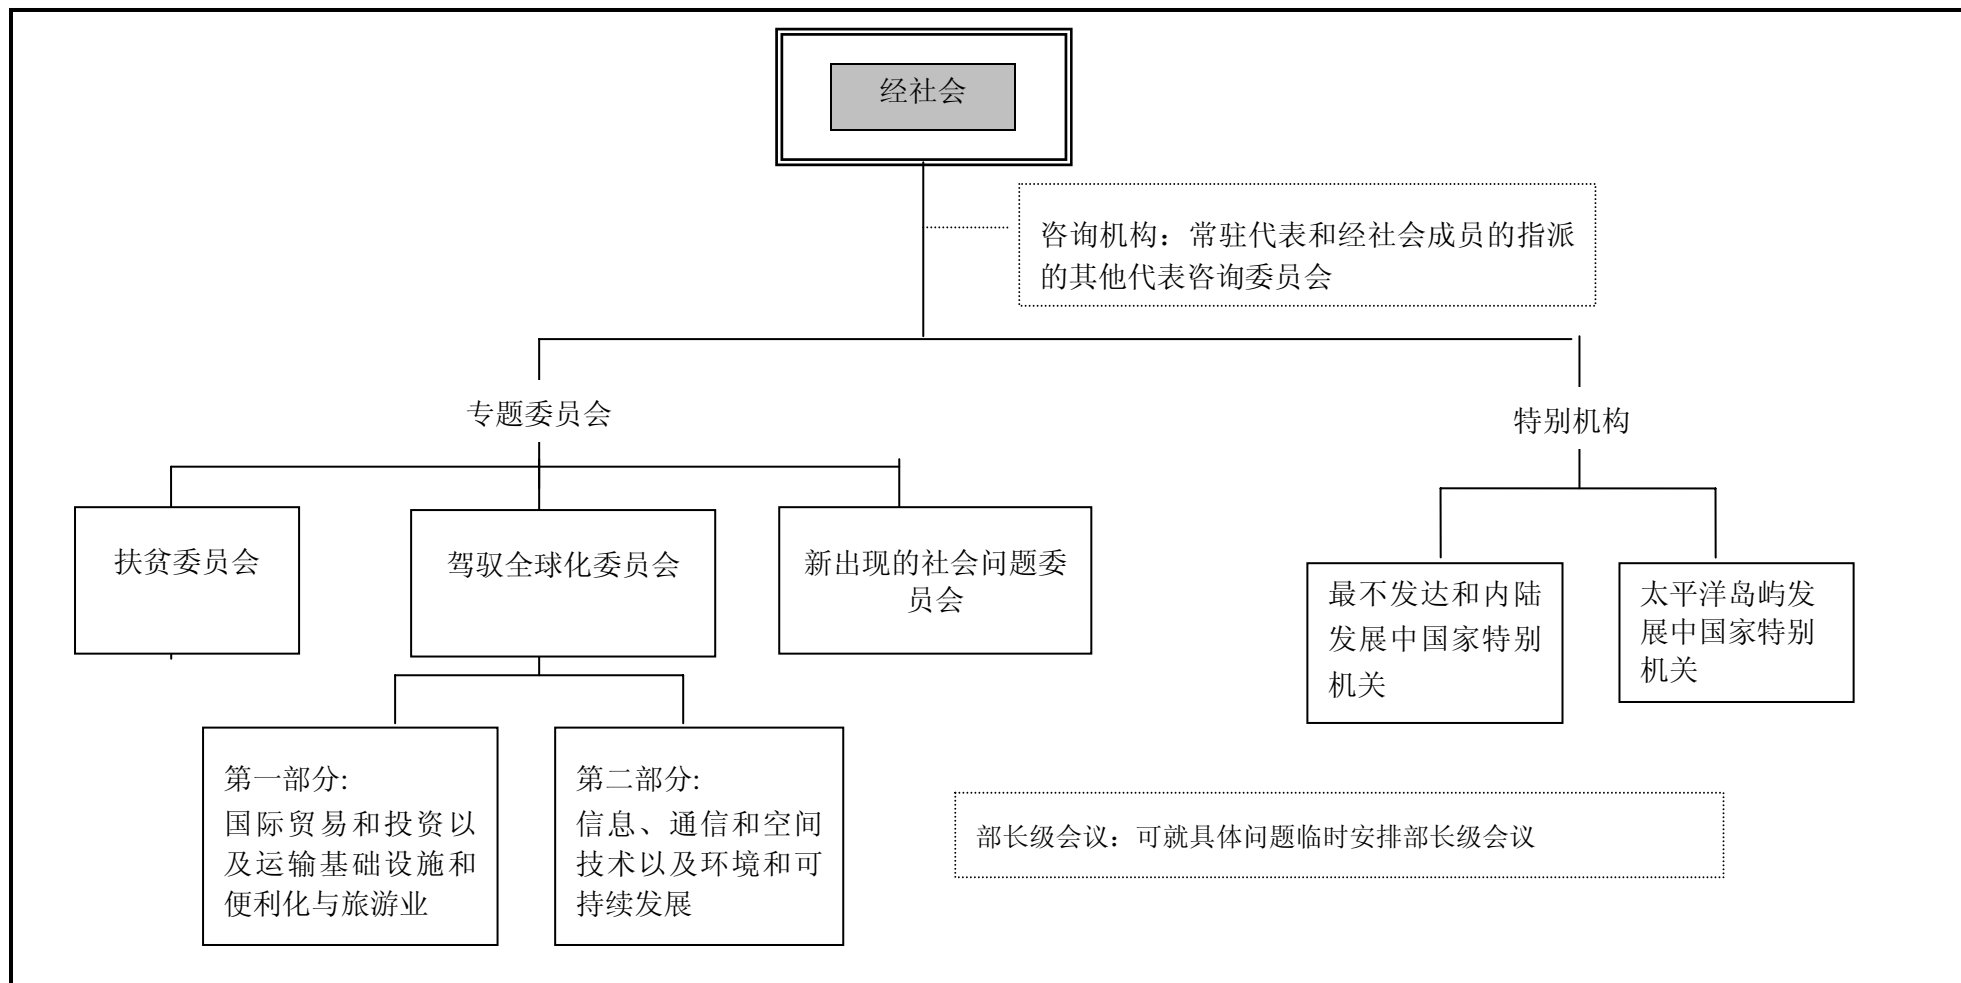 经社会
咨询机构：常驻代表和经社会成员的指派
的其他代表咨询委员会
专题委员会
特别机构
扶贫委员会
驾驭全球化委员会
新出现的社会问题委
员会
最不发达和内陆
发展中国家特别
机关
太平洋岛屿发
展中国家特别
机关
第一部分:
国际贸易和投资以
及运输基础设施和
便利化与旅游业
第二部分:
信息、通信和空间
技术以及环境和可
持续发展
部长级会议：可就具体问题临时安排部长级会议